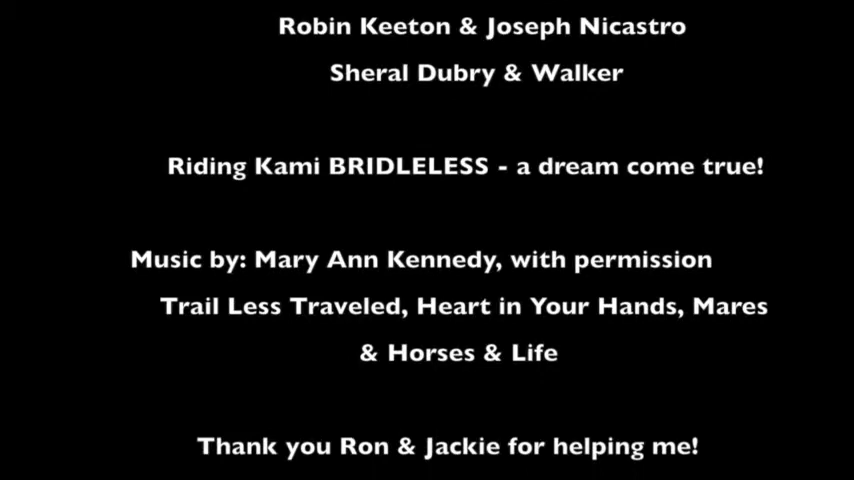 Robin Keeton & Joseph Nicastro
Sheral Dubry & Walker
Riding Kami BRIDLELESS - a dream come true!
Music by: Mary Ann Kennedy, with permission
Trail Less Traveled, Heart in Your Hands, Mares
& Horses & Life
Thank you Ron & Jackie for helping me!